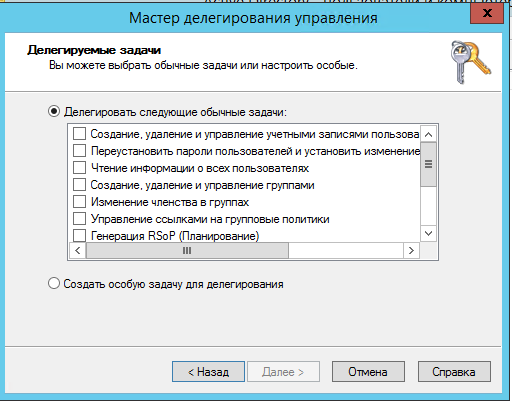 Мастер делегирования управления
x
Делегируемые задачи
Вы можете выбрать обычные задачи или настроить особые.
Делегировать следующие обычные задачи:
Создание, удаление и управление учетными записями пользова
Переустановить пароли пользователей и установить изменение
Чтение информации о всех пользователях
Создание, удаление и управление группами
Изменение членства в группах
Управление ссылками на групповые политики
Генерация RSoP (Планирование)
Создать особую задачу для делегирования
< Назад
Далее >
Отмена
Справка